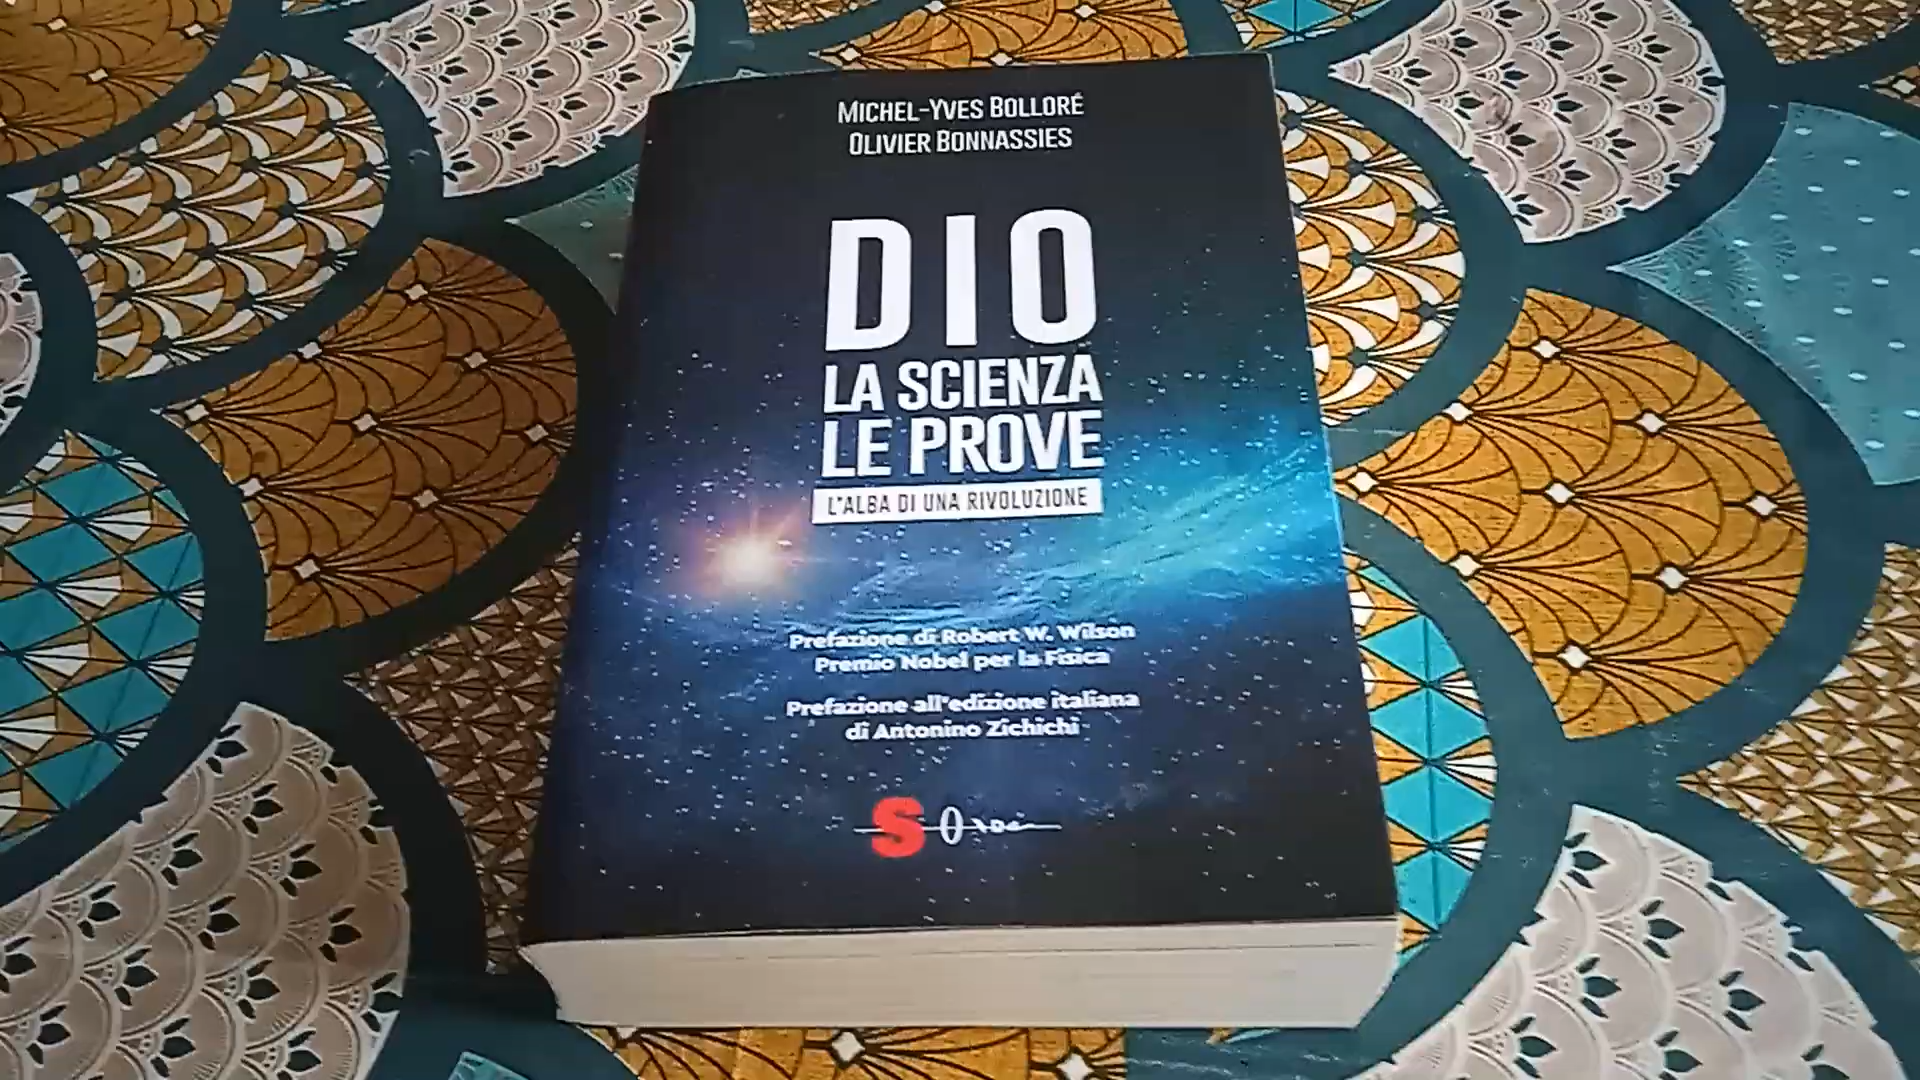 MICHEL-YVES BOLLORÉ
OLIVIER BONNASSIES
DIO
LA SCIENZA
LE PROVE
L'ALBA DI UNA RIVOLUZIONE
Prefazione di Robert W. Wilson
Premio Nobel per la Fisica
Prefazione all'edizione italiana
di Antonino Zichichi